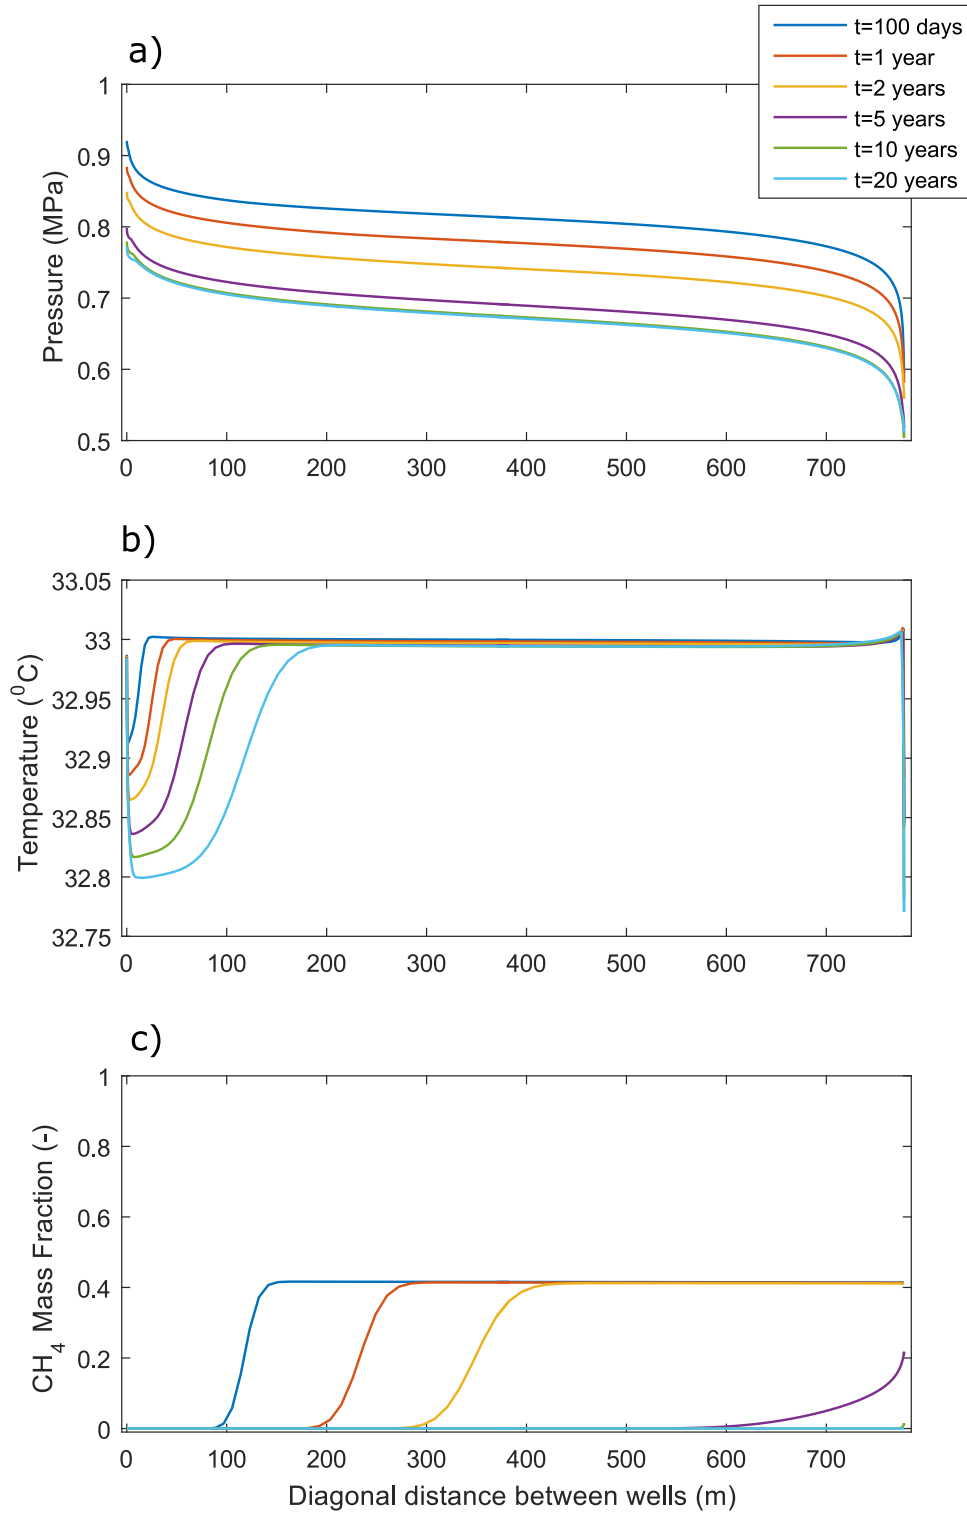 a)
t=100 days
t=1 year
t=2 years
t=5 years
t=10 years
t=20 years
1
0.9
0.8
0.7
0.6
0.5
Pressure (MPa)
0 100 200 300 400 500 600 700
b)
33.05
33
32.95
32.9
32.85
32.8
32.75
Temperature (⁰C)
0 100 200 300 400 500 600 700
c)
1
0.8
0.6
0.4
0.2
0
CH₄ Mass Fraction (-)
0 100 200 300 400 500 600 700
Diagonal distance between wells (m)